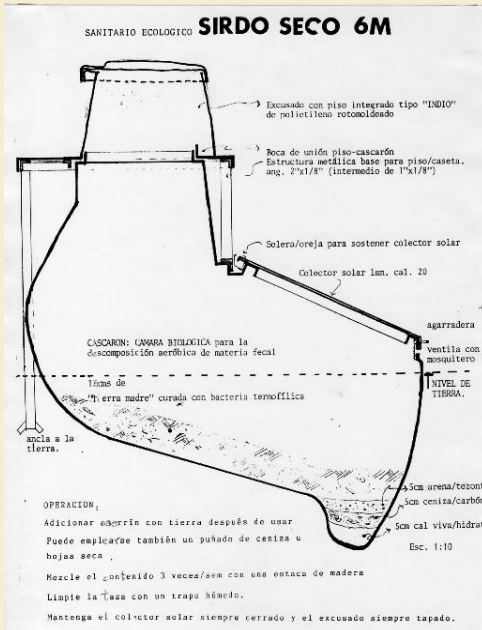 SANITARIO ECOLOGICO SIRDO SECO 6M
Excusado con piso integrado tipo "INDIO"
de polietileno rotomoldeado
Boca de unión piso-cascarón
Estructura metálica base para piso/caseta.
ang. 2"x1/8" (intermedio de 1"x1/8")
Solera/oreja para sostener colector solar
Colector solar lam. cal. 20
agarradera
ventila con
mosquitero
CASCARON: CAMARA BIOLOGICA para la
descomposición aeróbica de materia fecal
NIVEL DE
TIERRA.
de
"Tierra madre" curada con bacteria termofílica
ancla a la
tierra.
5cm arena/tezont
5cm ceniza/carbón
5cm cal viva/hidrat
Esc. 1:10
OPERACION,
Adicionar aserrín con tierra después de usar
Puede emplearse también un puñado de ceniza u
hojas seca
Mezcle el contenido 3 veces/sem con una estaca de madera
Limpie la taza con un trapo húmedo.
Mantenga el colector solar siempre cerrado y el excusado siempre tapado.